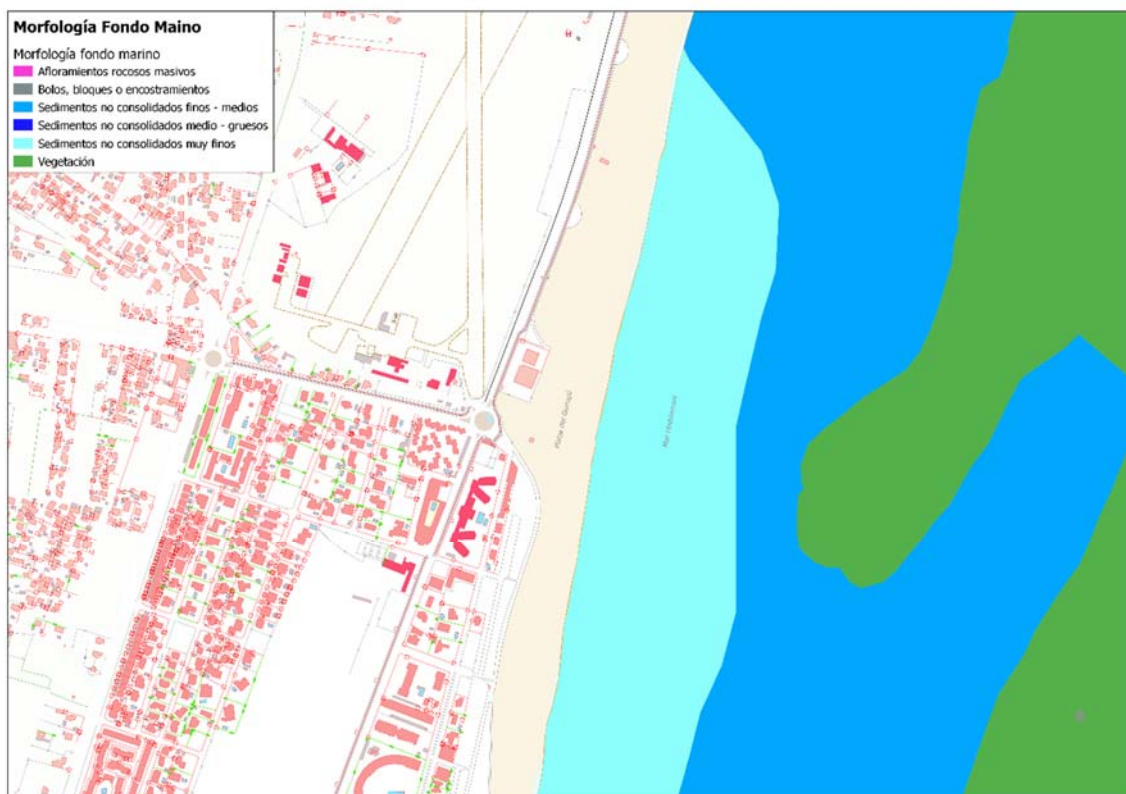 Morfología Fondo Maino
Morfología fondo marino
Afloramientos rocosos masivos
Bolos, bloques o encostramientos
Sedimentos no consolidados finos - medios
Sedimentos no consolidados medio - gruesos
Sedimentos no consolidados muy finos
Vegetación